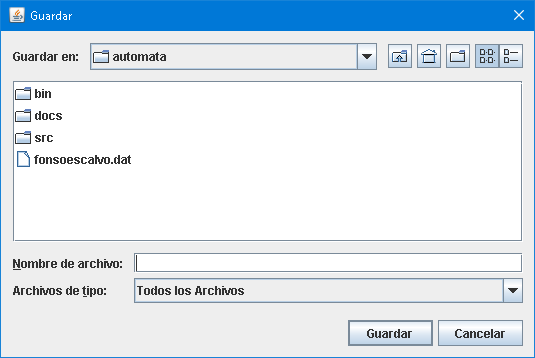 Guardar
Guardar en: automata
bin
docs
src
fonsoescalvo.dat
Nombre de archivo:
Archivos de tipo: Todos los Archivos
Guardar Cancelar